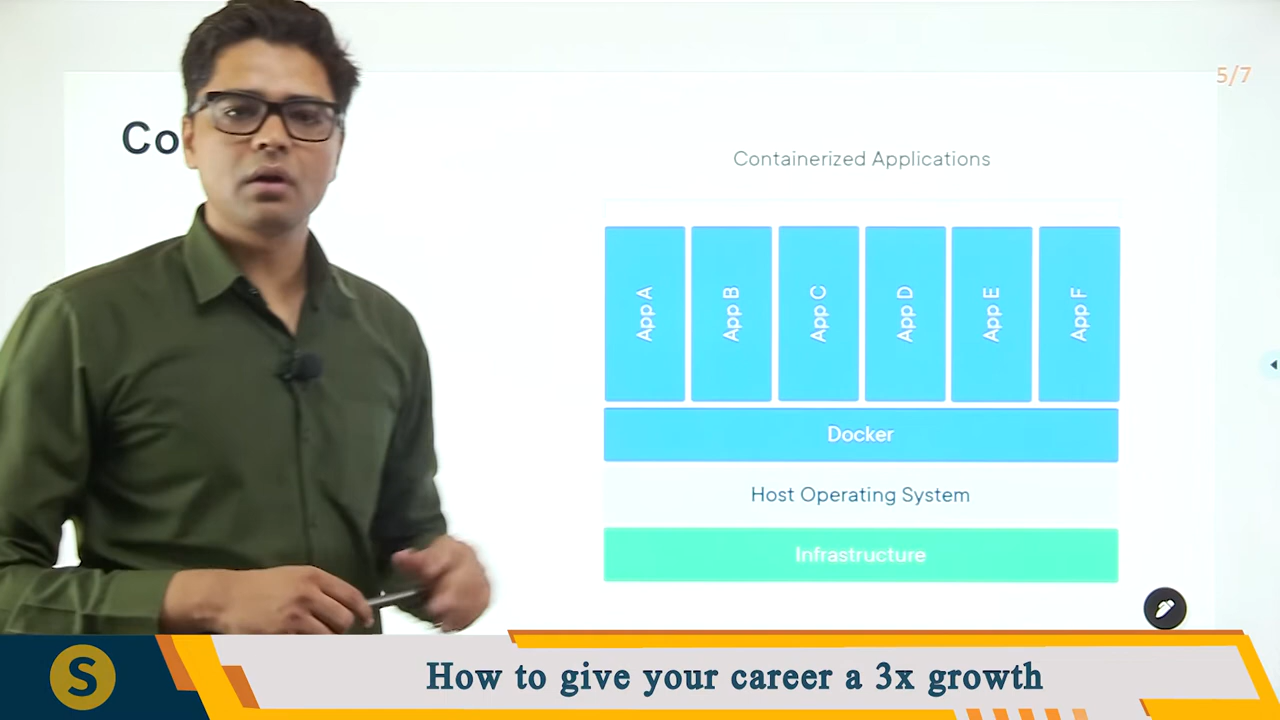 5/7
Co
Containerized Applications
App A
App B
App C
App D
App E
App F
Docker
Host Operating System
Infrastructure
S
How to give your career a 3x growth